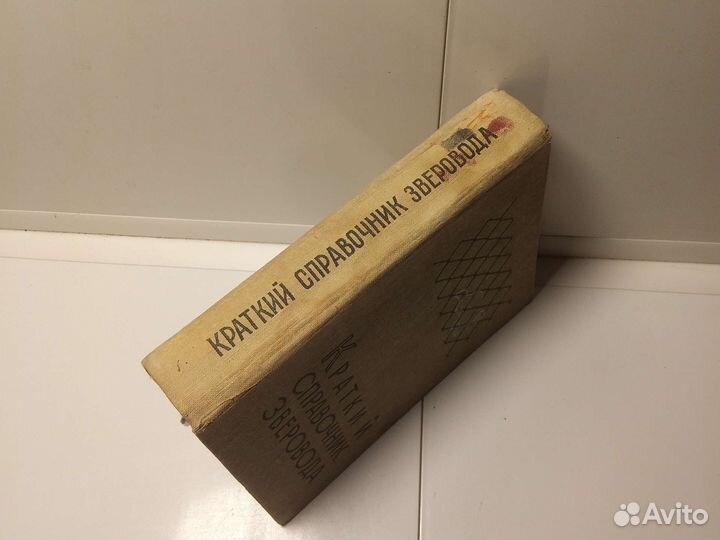 КРАТКИЙ СПРАВОЧНИК ЗВЕРОВОДА
КРАТКИЙ
СПРАВОЧНИК
ЗВЕРОВОДА
Avito